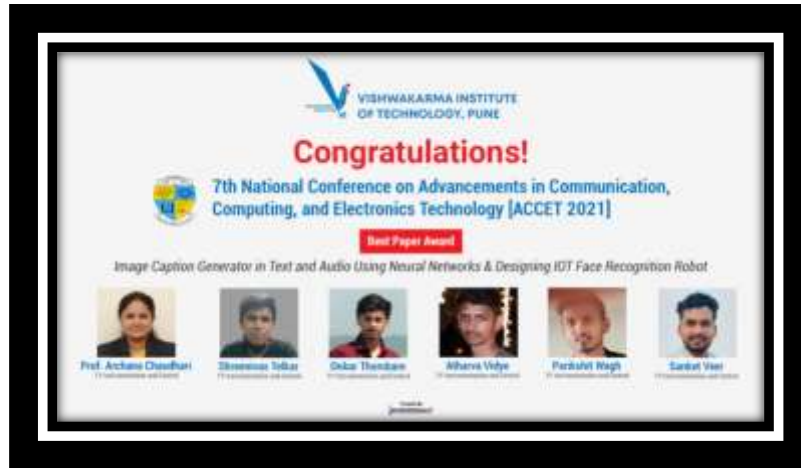 VISHWAKARMA INSTITUTE
OF TECHNOLOGY, PUNE
Congratulations!
7th National Conference on Advancements in Communication,
Computing, and Electronics Technology [ACCET 2021]
Best Paper Award
Image Caption Generator in Text and Audio Using Neural Networks & Designing IOT Face Recognition Robot
Prof. Archana Chaudhari
Shreenivas Telkar
Onkar Thorobare
Atharva Vidye
Parikshit Wagh
Sanket Veer